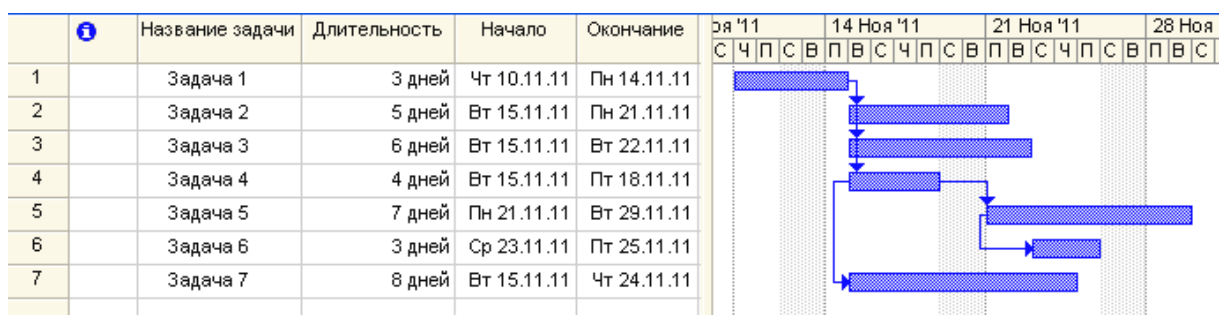 Название задачи Длительность Начало Окончание оя '11 14 Ноя '11 21 Ноя '11 28 Ноя
С Ч П С В П В С Ч П С В П В С Ч П С В П В С
1 Задача 1 3 дней Чт 10.11.11 Пн 14.11.11
2 Задача 2 5 дней Вт 15.11.11 Пн 21.11.11
3 Задача 3 6 дней Вт 15.11.11 Вт 22.11.11
4 Задача 4 4 дней Вт 15.11.11 Пт 18.11.11
5 Задача 5 7 дней Пн 21.11.11 Вт 29.11.11
6 Задача 6 3 дней Ср 23.11.11 Пт 25.11.11
7 Задача 7 8 дней Вт 15.11.11 Чт 24.11.11